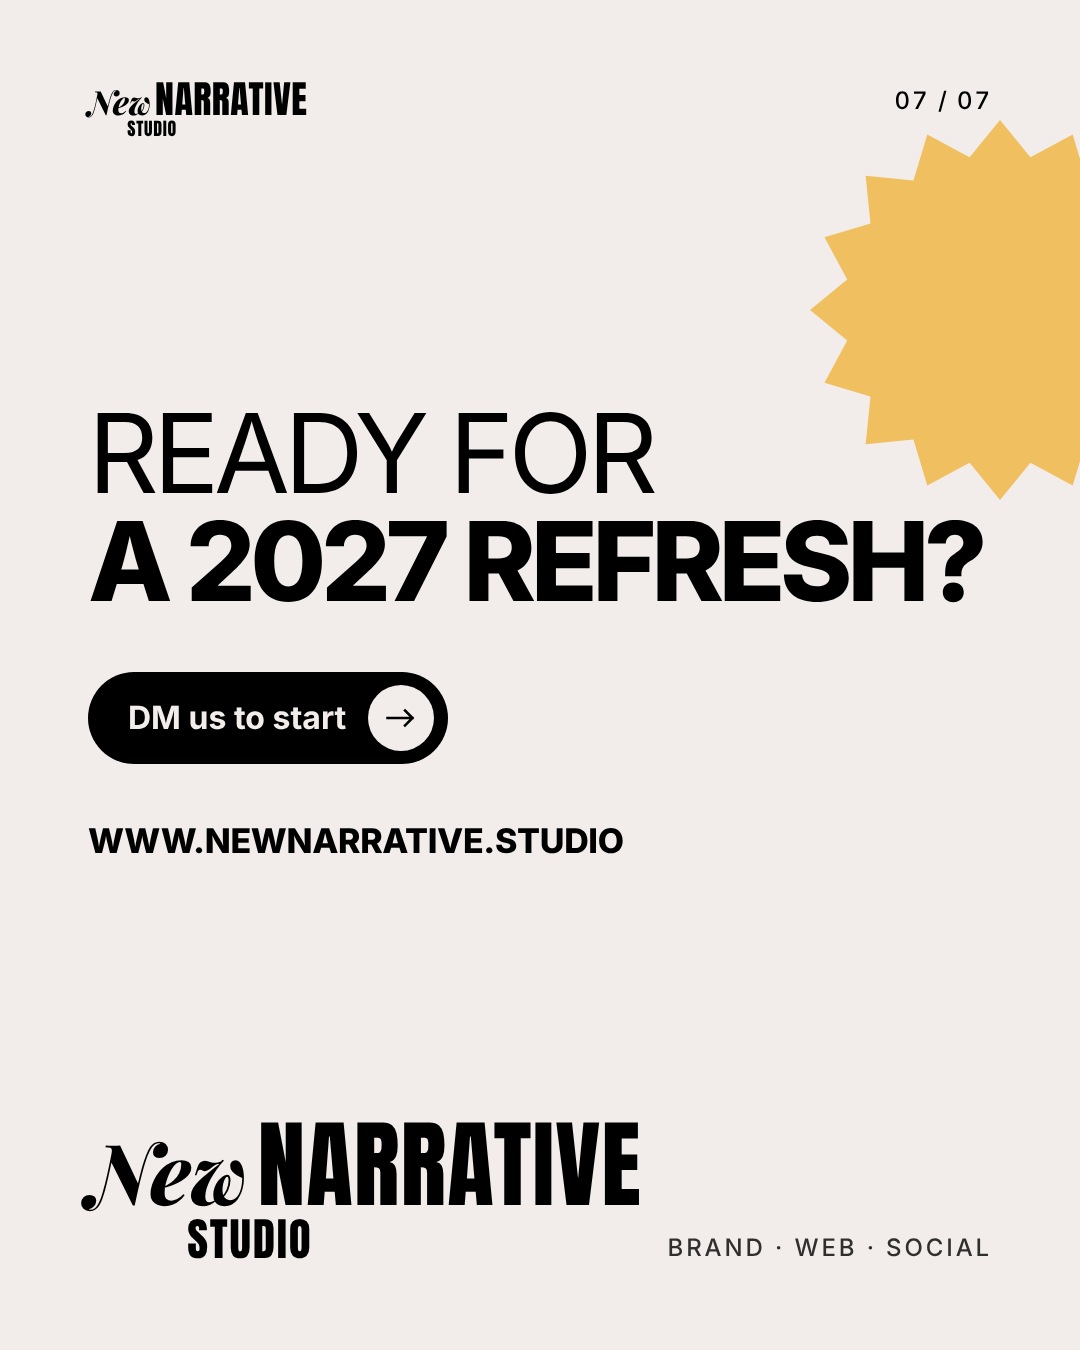 New NARRATIVE
STUDIO
07 / 07
READY FOR
A 2027 REFRESH?
DM us to start →
WWW.NEWNARRATIVE.STUDIO
New NARRATIVE
STUDIO
BRAND · WEB · SOCIAL